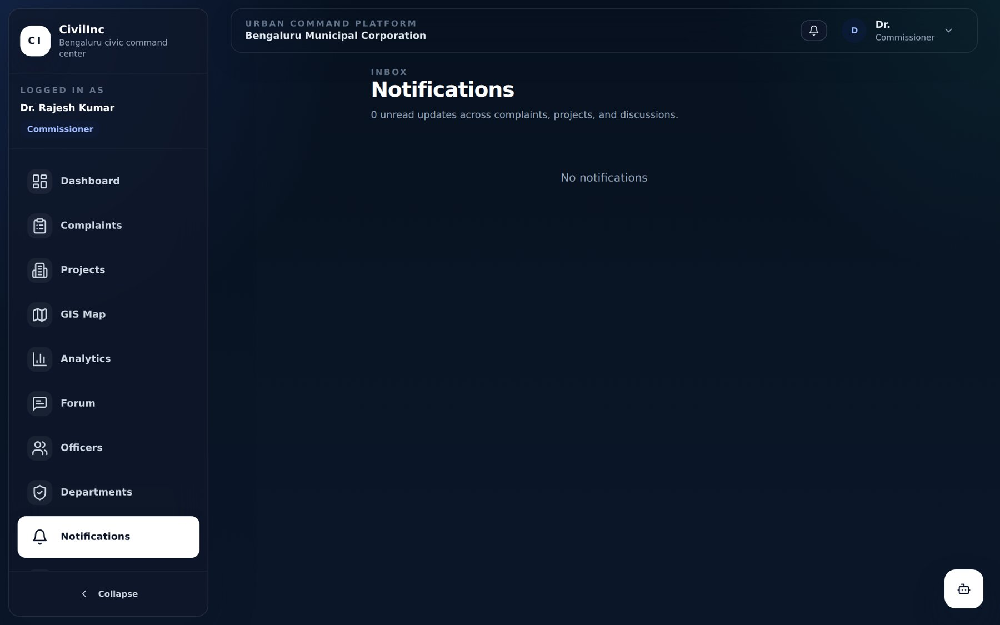 CI
CivilInc
Bengaluru civic command
center
LOGGED IN AS
Dr. Rajesh Kumar
Commissioner
Dashboard
Complaints
Projects
GIS Map
Analytics
Forum
Officers
Departments
Notifications
Collapse
URBAN COMMAND PLATFORM
Bengaluru Municipal Corporation
D
Dr.
Commissioner
INBOX
Notifications
0 unread updates across complaints, projects, and discussions.
No notifications